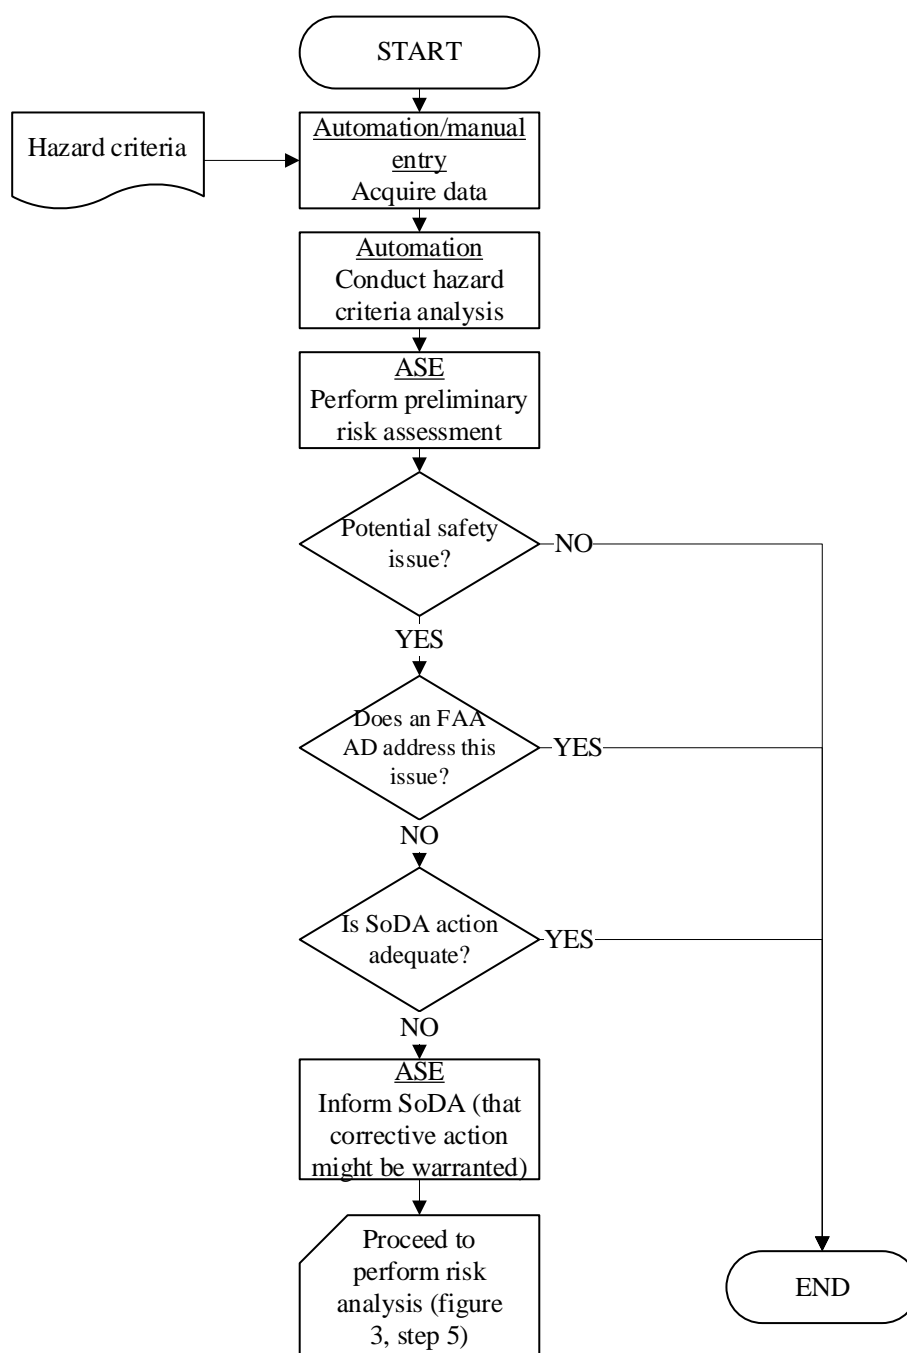 START
Hazard criteria
Automation/manual
entry
Acquire data
Automation
Conduct hazard
criteria analysis
ASE
Perform preliminary
risk assessment
Potential safety
issue?
NO
YES
Does an FAA
AD address this
issue?
YES
NO
Is SoDA action
adequate?
YES
NO
ASE
Inform SoDA (that
corrective action
might be warranted)
Proceed to
perform risk
analysis (figure
3, step 5)
END